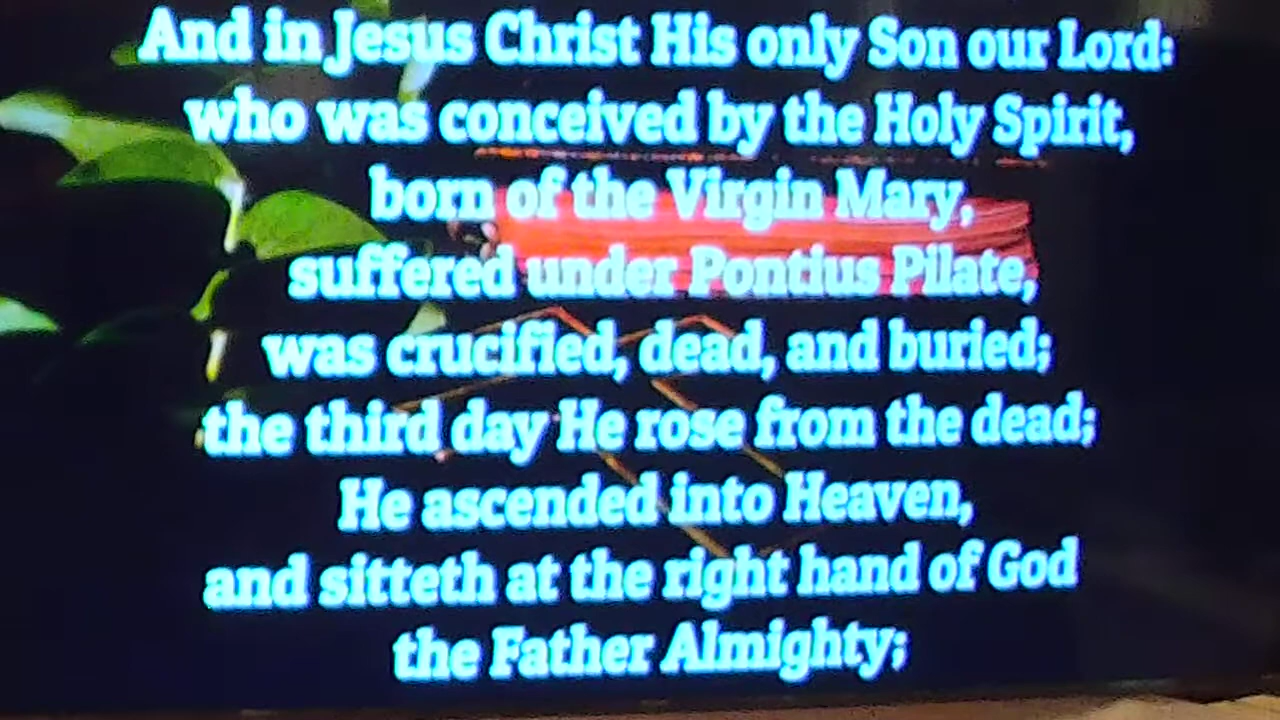 And in Jesus Christ His only Son our Lord:
who was conceived by the Holy Spirit,
born of the Virgin Mary,
suffered under Pontius Pilate,
was crucified, dead, and buried;
the third day He rose from the dead;
He ascended into Heaven,
and sitteth at the right hand of God
the Father Almighty;